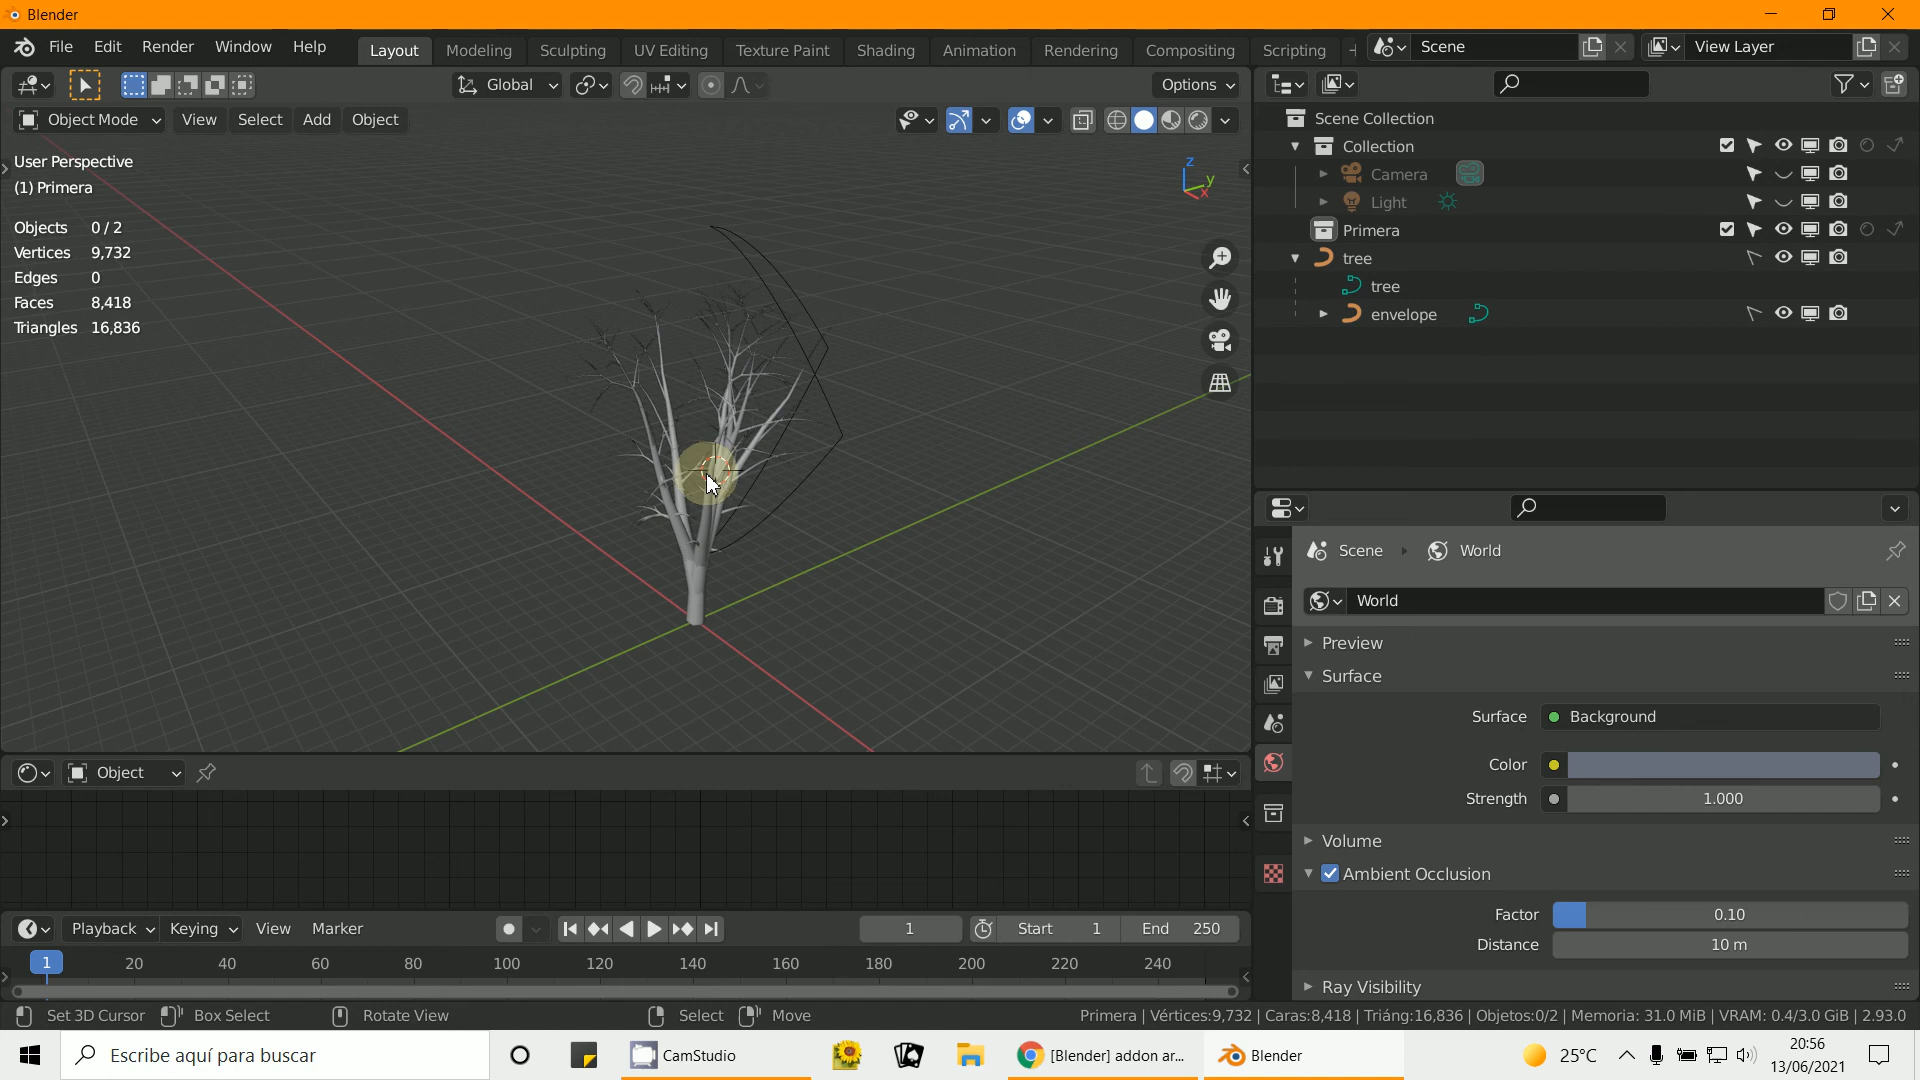 Blender
File Edit Render Window Help Layout Modeling Sculpting UV Editing Texture Paint Shading Animation Rendering Compositing Scripting Scene View Layer
Global Options
Object Mode View Select Add Object
User Perspective
(1) Primera
Objects 0 / 2
Vertices 9,732
Edges 0
Faces 8,418
Triangles 16,836
Z
Y
X
Scene Collection
Collection
Camera
Light
Primera
tree
tree
envelope
Scene World
World
Preview
Surface
Surface Background
Color
Strength 1.000
Volume
Ambient Occlusion
Factor 0.10
Distance 10 m
Ray Visibility
Object
Playback Keying View Marker 1 Start 1 End 250
1 20 40 60 80 100 120 140 160 180 200 220 240
Set 3D Cursor Box Select Rotate View Select Move Primera | Vértices:9,732 | Caras:8,418 | Triáng:16,836 | Objetos:0/2 | Memoria: 31.0 MiB | VRAM: 0.4/3.0 GiB | 2.93.0
Escribe aquí para buscar CamStudio [Blender] addon ar... Blender 25°C 20:56
13/06/2021